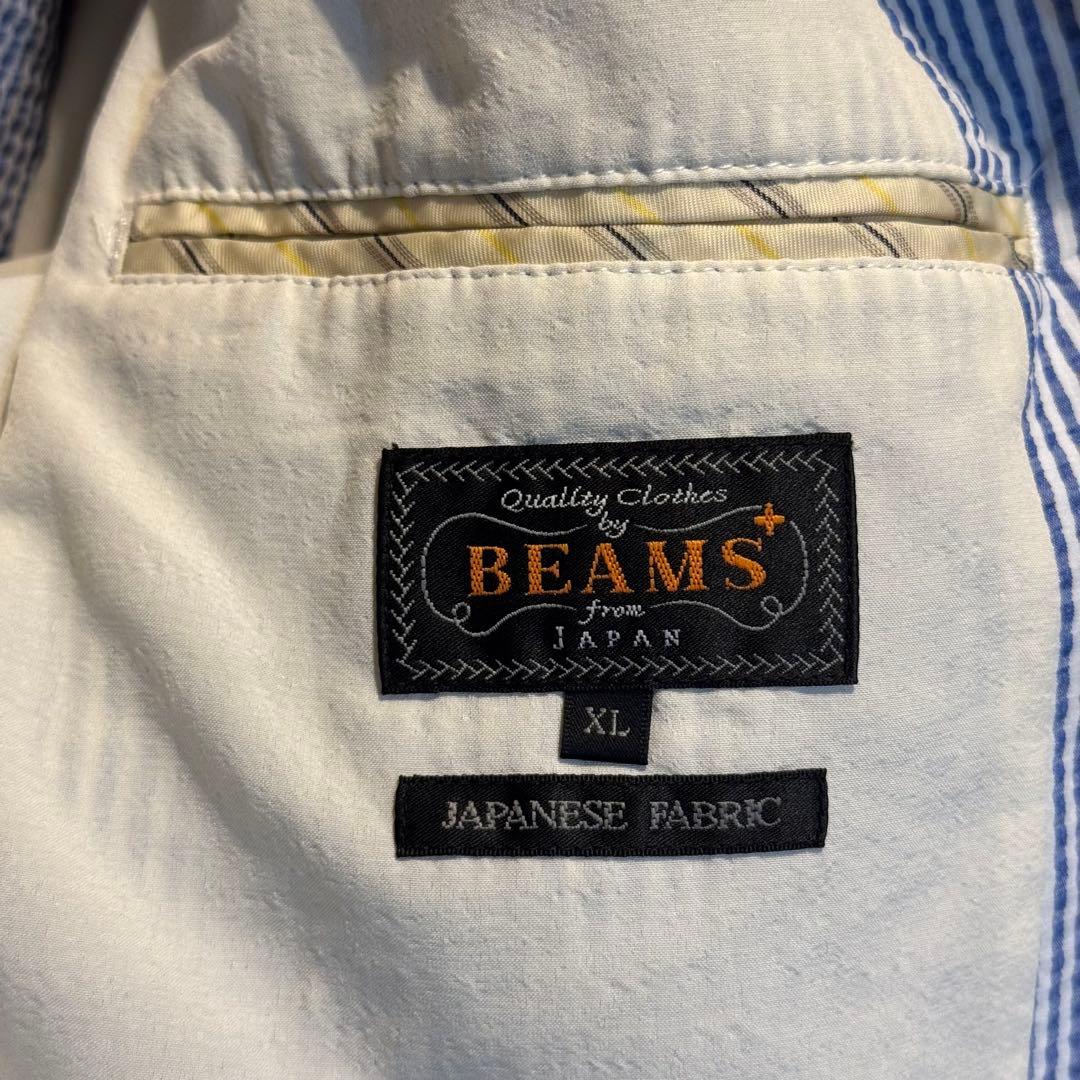 Quality Clothes
by
BEAMS+
from
JAPAN
XL
JAPANESE FABRIC